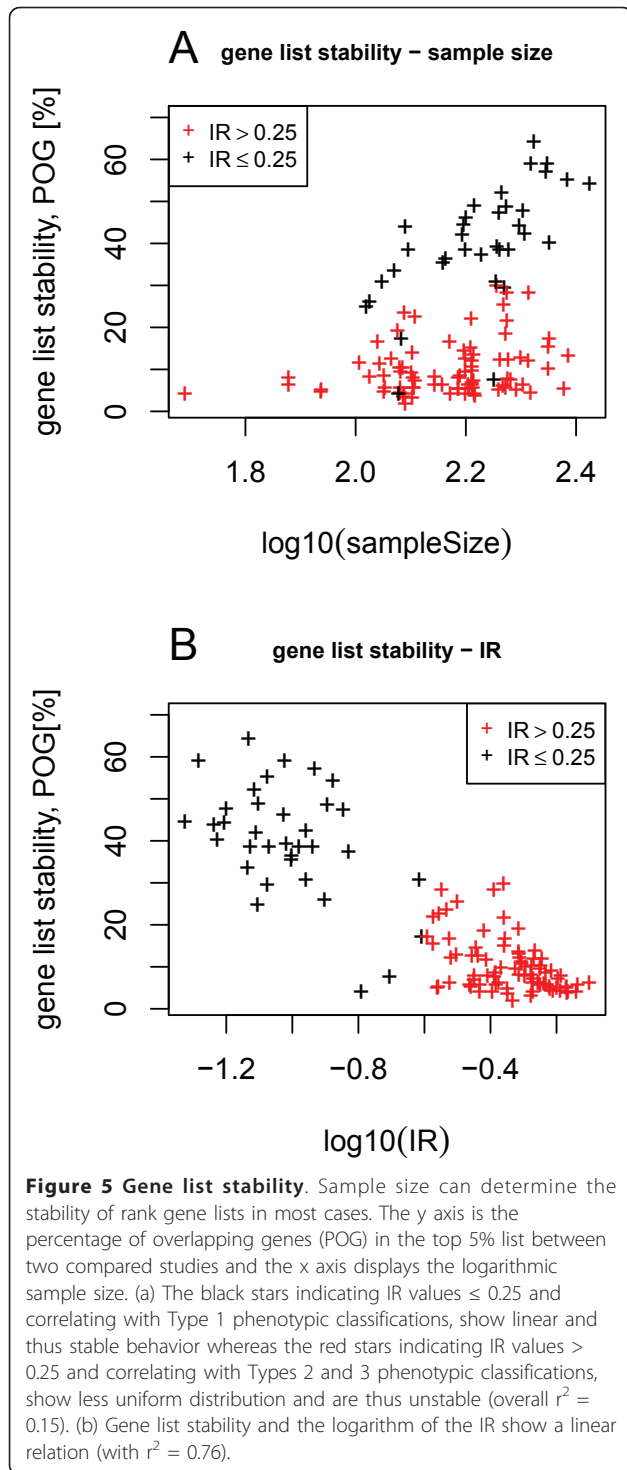 A gene list stability − sample size
gene list stability, POG [%]
+ IR > 0.25
+ IR ≤ 0.25
60
40
20
0
1.8 2.0 2.2 2.4
log10(sampleSize)
B gene list stability − IR
gene list stability, POG[%]
+ IR > 0.25
+ IR ≤ 0.25
60
40
20
0
−1.2 −0.8 −0.4
log10(IR)
Figure 5 Gene list stability. Sample size can determine the
stability of rank gene lists in most cases. The y axis is the
percentage of overlapping genes (POG) in the top 5% list between
two compared studies and the x axis displays the logarithmic
sample size. (a) The black stars indicating IR values ≤ 0.25 and
correlating with Type 1 phenotypic classifications, show linear and
thus stable behavior whereas the red stars indicating IR values >
0.25 and correlating with Types 2 and 3 phenotypic classifications,
show less uniform distribution and are thus unstable (overall r² =
0.15). (b) Gene list stability and the logarithm of the IR show a linear
relation (with r² = 0.76).